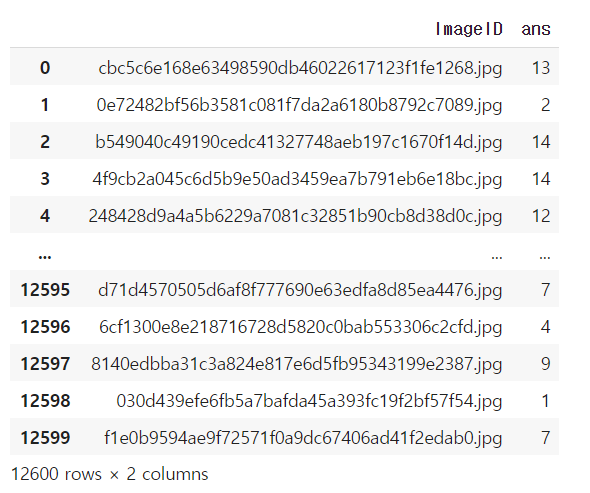 ImageID ans
0 cbc5c6e168e63498590db46022617123f1fe1268.jpg 13
1 0e72482bf56b3581c081f7da2a6180b8792c7089.jpg 2
2 b549040c49190cedc41327748aeb197c1670f14d.jpg 14
3 4f9cb2a045c6d5b9e50ad3459ea7b791eb6e18bc.jpg 14
4 248428d9a4a5b6229a7081c32851b90cb8d38d0c.jpg 12
... ... ...
12595 d71d4570505d6af8f777690e63edfa8d85ea4476.jpg 7
12596 6cf1300e8e218716728d5820c0bab553306c2cfd.jpg 4
12597 8140edbba31c3a824e817e6d5fb95343199e2387.jpg 9
12598 030d439efe6fb5a7bafda45a393fc19f2bf57f54.jpg 1
12599 f1e0b9594ae9f72571f0a9dc67406ad41f2edab0.jpg 7
12600 rows × 2 columns